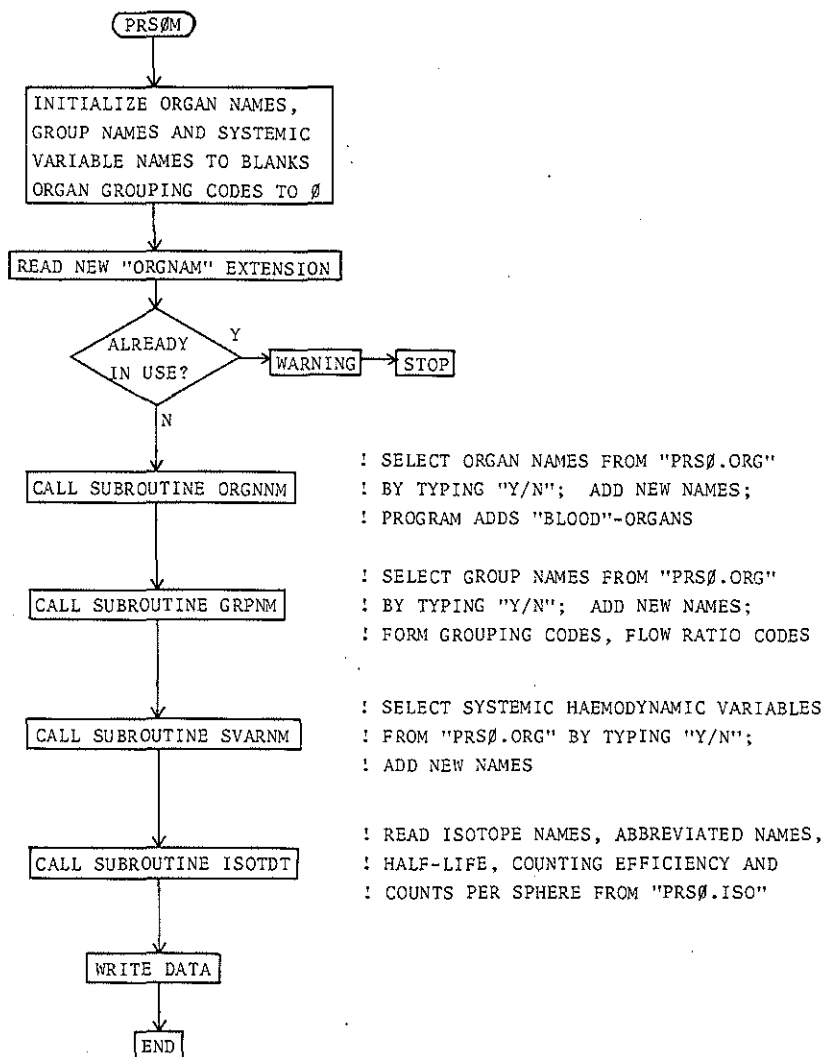 PRSØM
INITIALIZE ORGAN NAMES,
GROUP NAMES AND SYSTEMIC
VARIABLE NAMES TO BLANKS
ORGAN GROUPING CODES TO Ø
READ NEW "ORGNAM" EXTENSION
ALREADY
IN USE?
Y
WARNING
STOP
N
CALL SUBROUTINE ORGNNM
! SELECT ORGAN NAMES FROM "PRSØ.ORG"
! BY TYPING "Y/N"; ADD NEW NAMES;
! PROGRAM ADDS "BLOOD"-ORGANS
CALL SUBROUTINE GRPNM
! SELECT GROUP NAMES FROM "PRSØ.ORG"
! BY TYPING "Y/N"; ADD NEW NAMES;
! FORM GROUPING CODES, FLOW RATIO CODES
CALL SUBROUTINE SVARNM
! SELECT SYSTEMIC HAEMODYNAMIC VARIABLES
! FROM "PRSØ.ORG" BY TYPING "Y/N";
! ADD NEW NAMES
CALL SUBROUTINE ISOTDT
! READ ISOTOPE NAMES, ABBREVIATED NAMES,
! HALF-LIFE, COUNTING EFFICIENCY AND
! COUNTS PER SPHERE FROM "PRSØ.ISO"
WRITE DATA
END